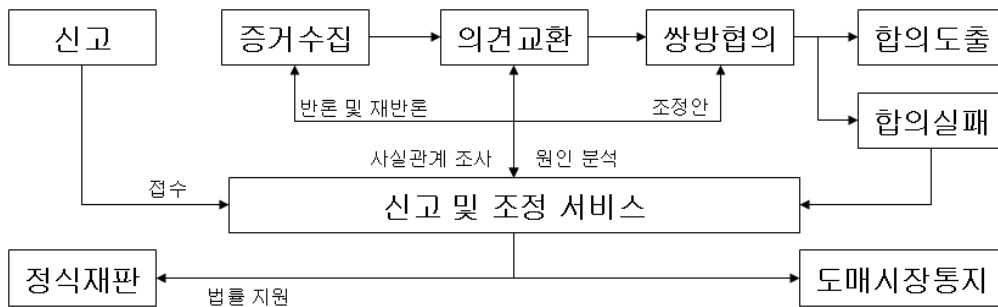 신고
증거수집
의견교환
쌍방협의
합의도출
반론 및 재반론
조정안
합의실패
사실관계 조사
원인 분석
접수
신고 및 조정 서비스
정식재판
법률 지원
도매시장통지